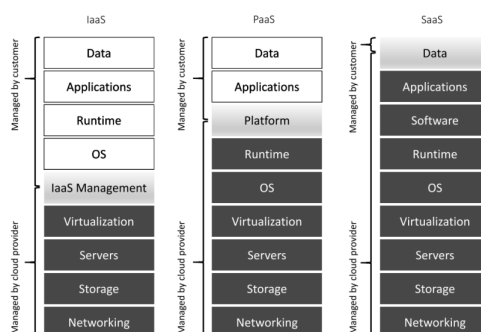 IaaS
Managed by customer
Data
Applications
Runtime
OS
IaaS Management
Managed by cloud provider
Virtualization
Servers
Storage
Networking
PaaS
Managed by customer
Data
Applications
Platform
Managed by cloud provider
Runtime
OS
Virtualization
Servers
Storage
Networking
SaaS
Managed by customer
Data
Managed by cloud provider
Applications
Software
Runtime
OS
Virtualization
Servers
Storage
Networking